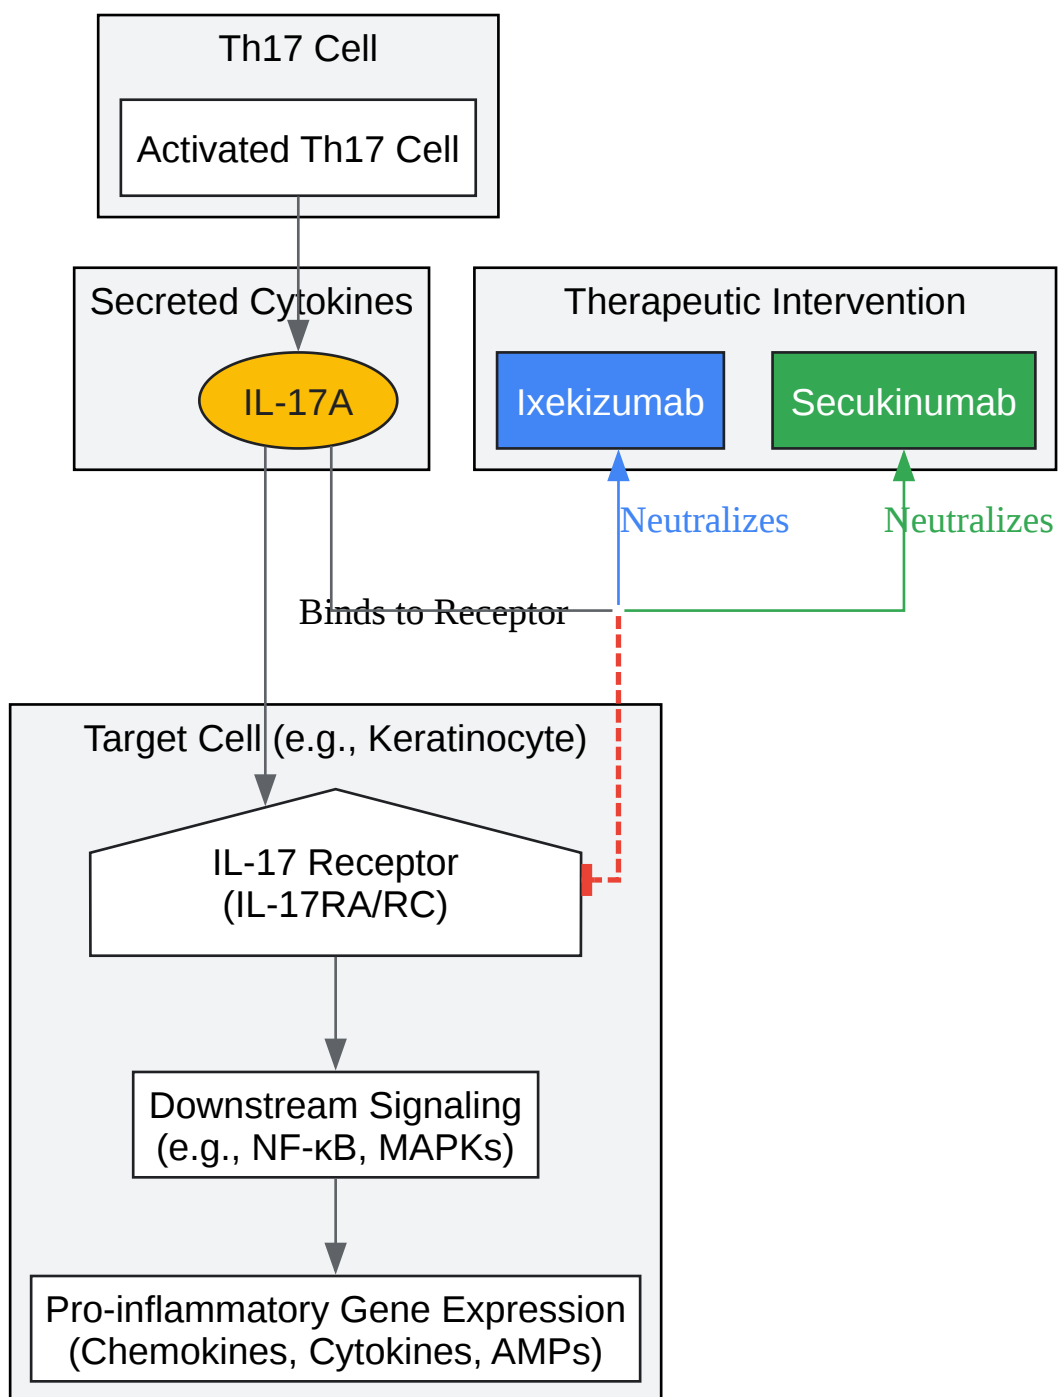 Th17 Cell
Activated Th17 Cell
Secreted Cytokines
IL-17A
Therapeutic Intervention
Ixekizumab
Secukinumab
Neutralizes
Neutralizes
Binds to Receptor
Target Cell (e.g., Keratinocyte)
IL-17 Receptor
(IL-17RA/RC)
Downstream Signaling
(e.g., NF-κB, MAPKs)
Pro-inflammatory Gene Expression
(Chemokines, Cytokines, AMPs)